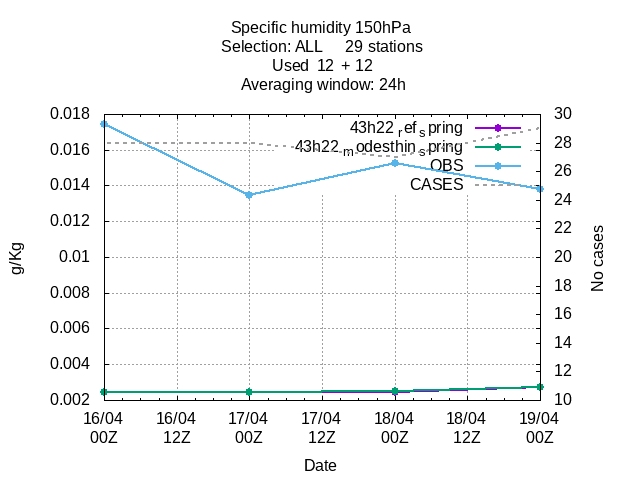 Specific humidity 150hPa
Selection: ALL     29 stations
Used  12  + 12
Averaging window: 24h
43h22_ref_spring
43h22_modesthin_spring
OBS
CASES
0.018
0.016
0.014
0.012
0.01
0.008
0.006
0.004
0.002
30
28
26
24
22
20
18
16
14
12
10
g/Kg
No cases
16/04 16/04 17/04 17/04 18/04 18/04 19/04
00Z 12Z 00Z 12Z 00Z 12Z 00Z
Date